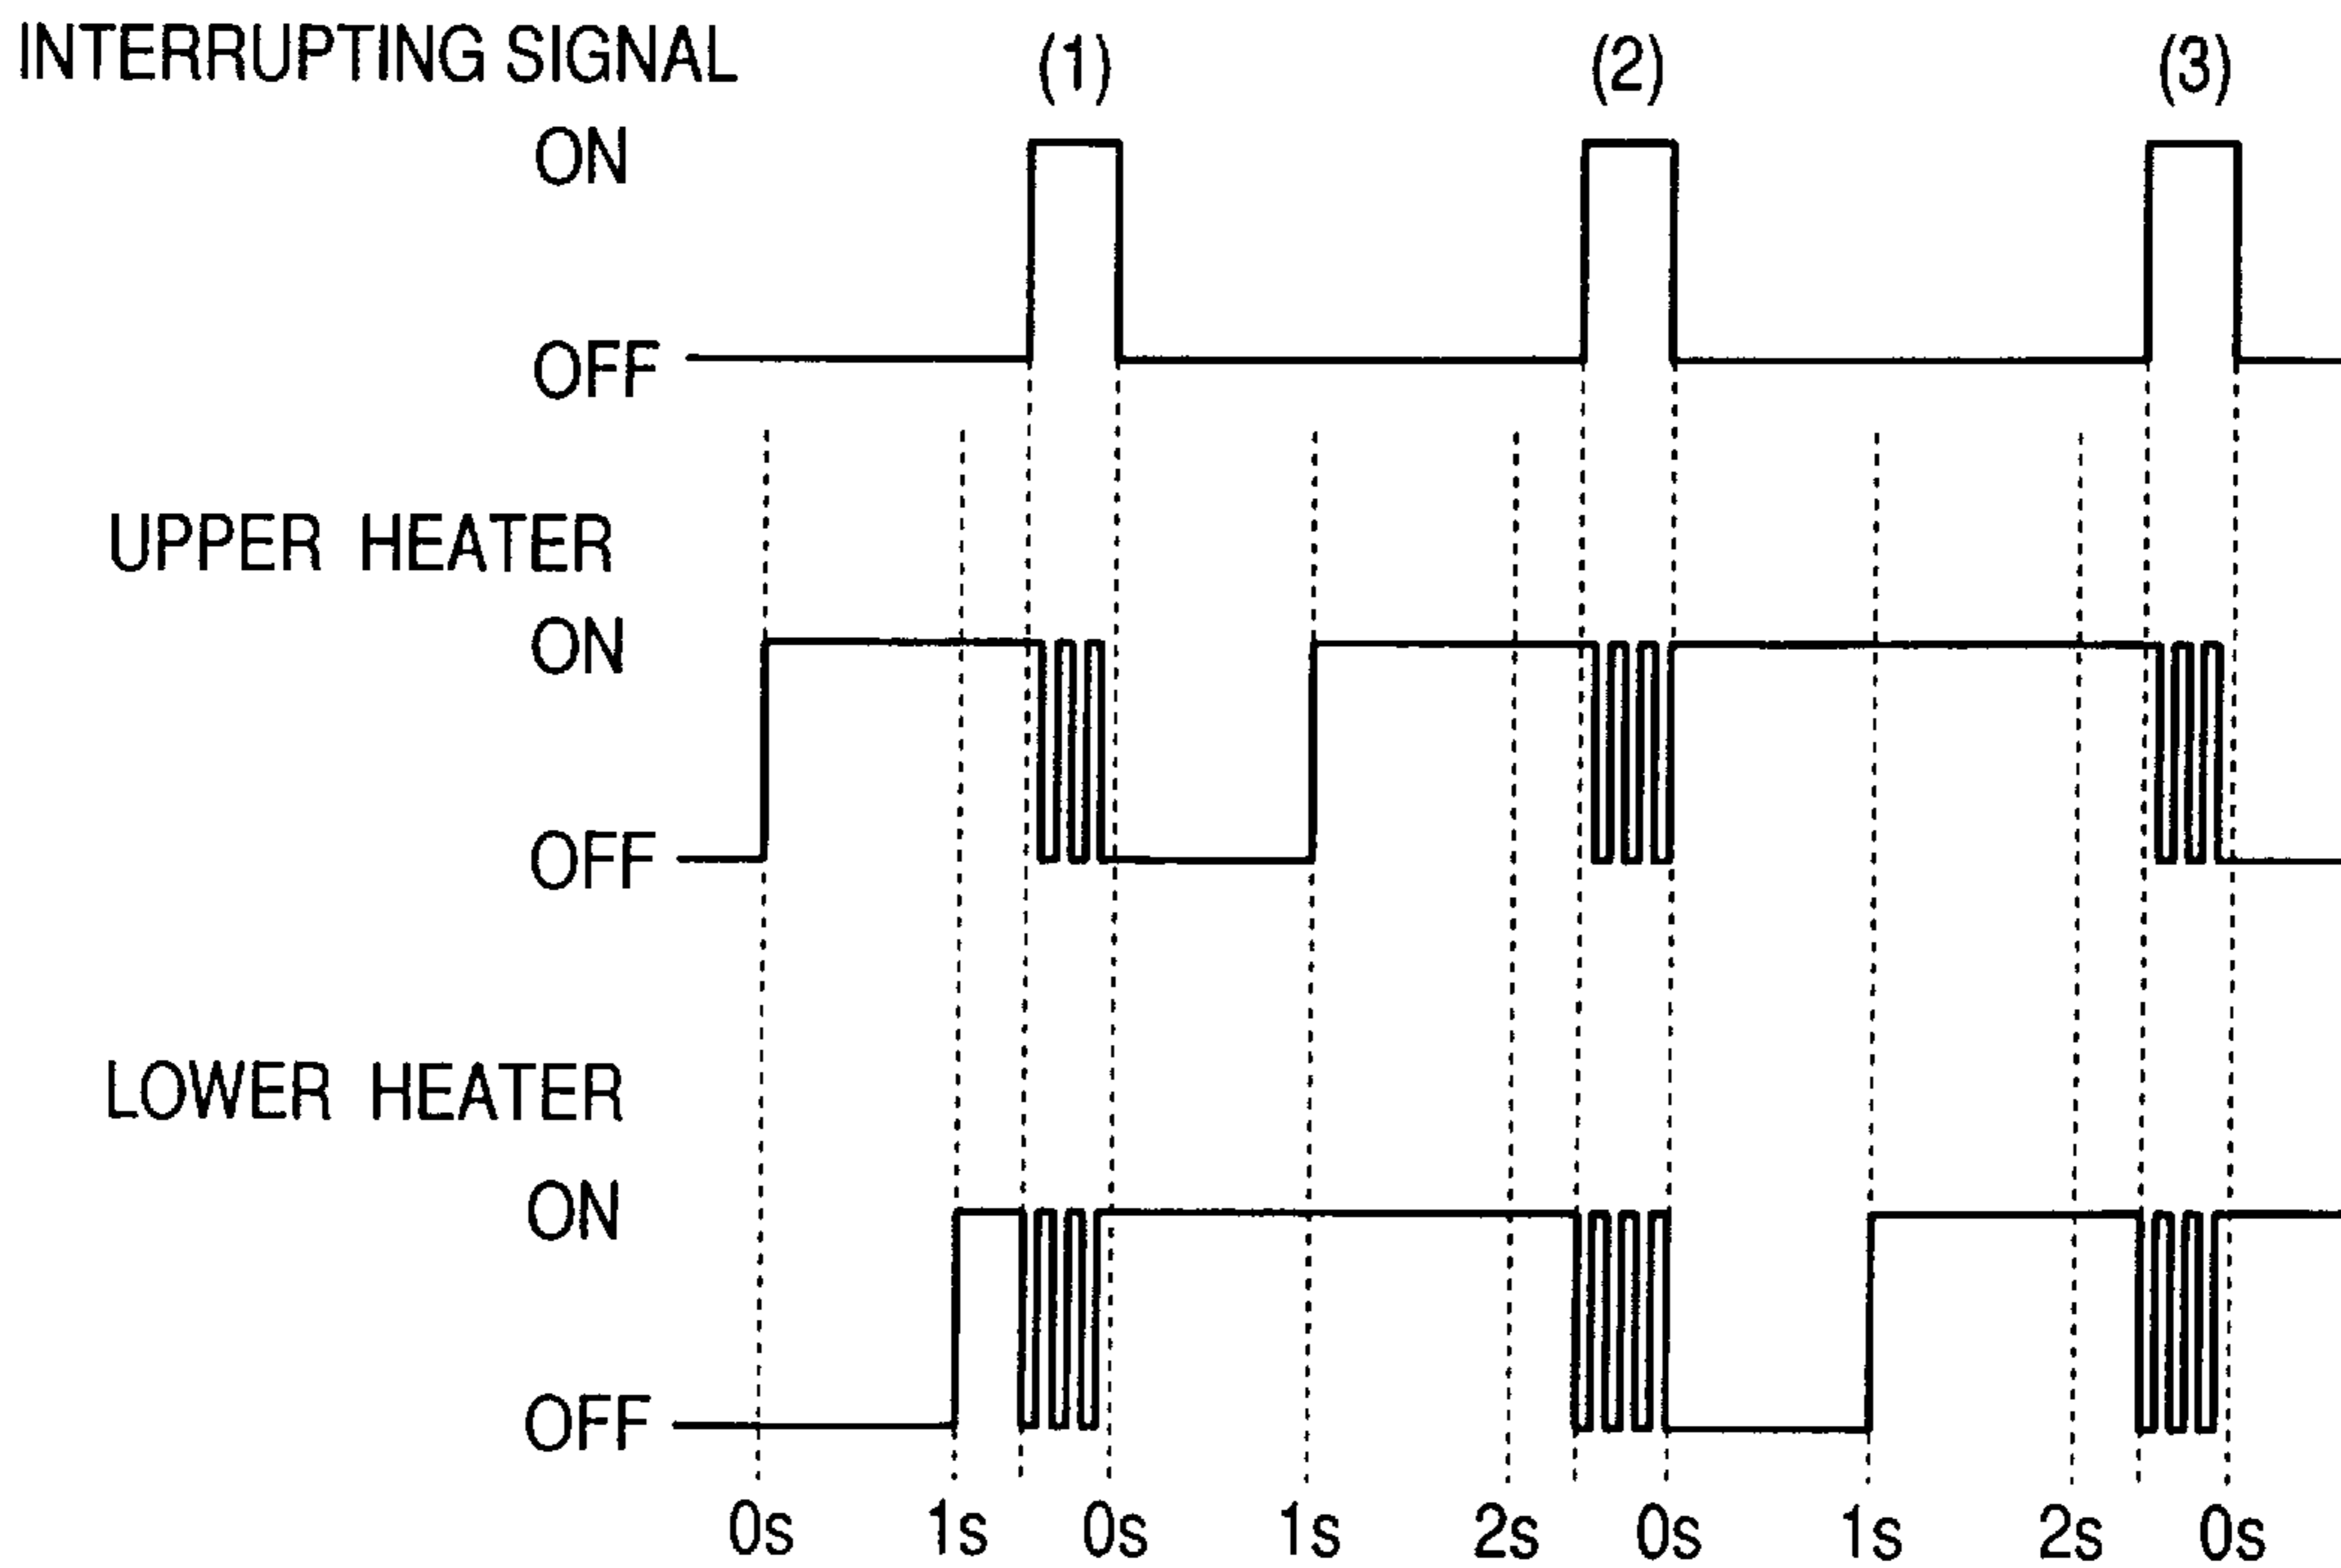 INTERRUPTING SIGNAL (1) (2) (3)
ON
OFF
UPPER HEATER
ON
OFF
LOWER HEATER
ON
OFF
0s 1s 0s 1s 2s 0s 1s 2s 0s